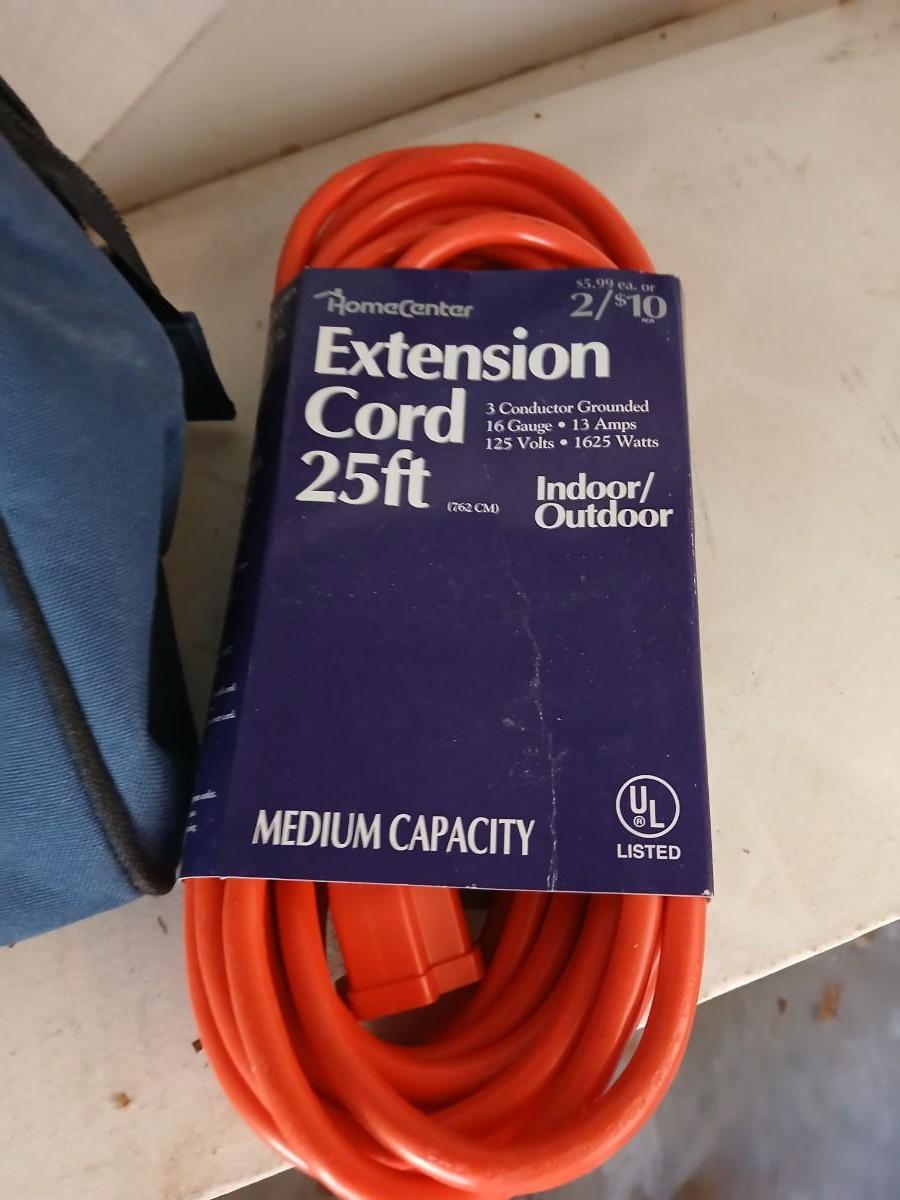 HomeCenter
$5.99 ea. or
2/$10
Extension
Cord
25ft
(762 CM)
3 Conductor Grounded
16 Gauge • 13 Amps
125 Volts • 1625 Watts
Indoor/
Outdoor
MEDIUM CAPACITY
UL
®
LISTED